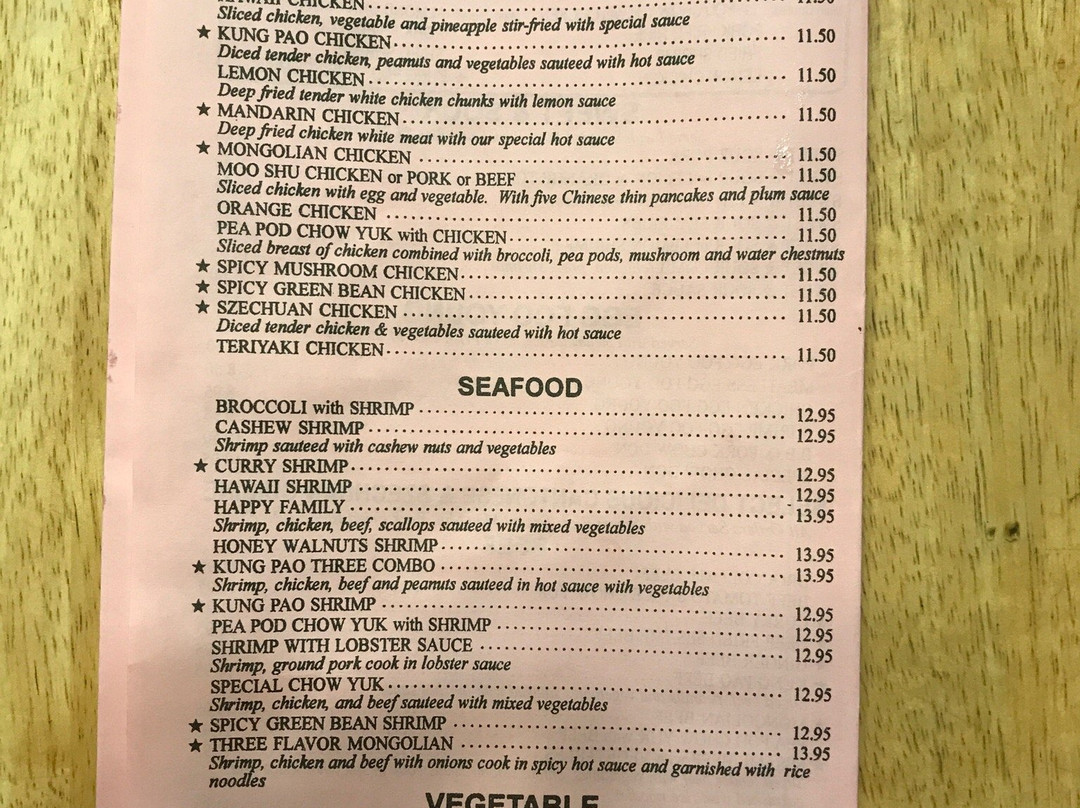 CHICKEN
Sliced chicken, vegetable and pineapple stir-fried with special sauce
★ KUNG PAO CHICKEN 11.50
Diced tender chicken, peanuts and vegetables sauteed with hot sauce
LEMON CHICKEN 11.50
Deep fried tender white chicken chunks with lemon sauce
★ MANDARIN CHICKEN 11.50
Deep fried chicken white meat with our special hot sauce
★ MONGOLIAN CHICKEN 11.50
MOO SHU CHICKEN or PORK or BEEF 11.50
Sliced chicken with egg and vegetable. With five Chinese thin pancakes and plum sauce
ORANGE CHICKEN 11.50
PEA POD CHOW YUK with CHICKEN 11.50
Sliced breast of chicken combined with broccoli, pea pods, mushroom and water chestnuts
★ SPICY MUSHROOM CHICKEN 11.50
★ SPICY GREEN BEAN CHICKEN 11.50
★ SZECHUAN CHICKEN 11.50
Diced tender chicken & vegetables sauteed with hot sauce
TERIYAKI CHICKEN 11.50
SEAFOOD
BROCCOLI with SHRIMP 12.95
CASHEW SHRIMP 12.95
Shrimp sauteed with cashew nuts and vegetables
★ CURRY SHRIMP 12.95
HAWAII SHRIMP 12.95
HAPPY FAMILY 13.95
Shrimp, chicken, beef, scallops sauteed with mixed vegetables
HONEY WALNUTS SHRIMP 13.95
★ KUNG PAO THREE COMBO 13.95
Shrimp, chicken, beef and peanuts sauteed in hot sauce with vegetables
★ KUNG PAO SHRIMP 12.95
PEA POD CHOW YUK with SHRIMP 12.95
SHRIMP WITH LOBSTER SAUCE 12.95
Shrimp, ground pork cook in lobster sauce
SPECIAL CHOW YUK 12.95
Shrimp, chicken, and beef sauteed with mixed vegetables
★ SPICY GREEN BEAN SHRIMP 12.95
★ THREE FLAVOR MONGOLIAN 13.95
Shrimp, chicken and beef with onions cook in spicy hot sauce and garnished with rice
noodles
VEGETABLE